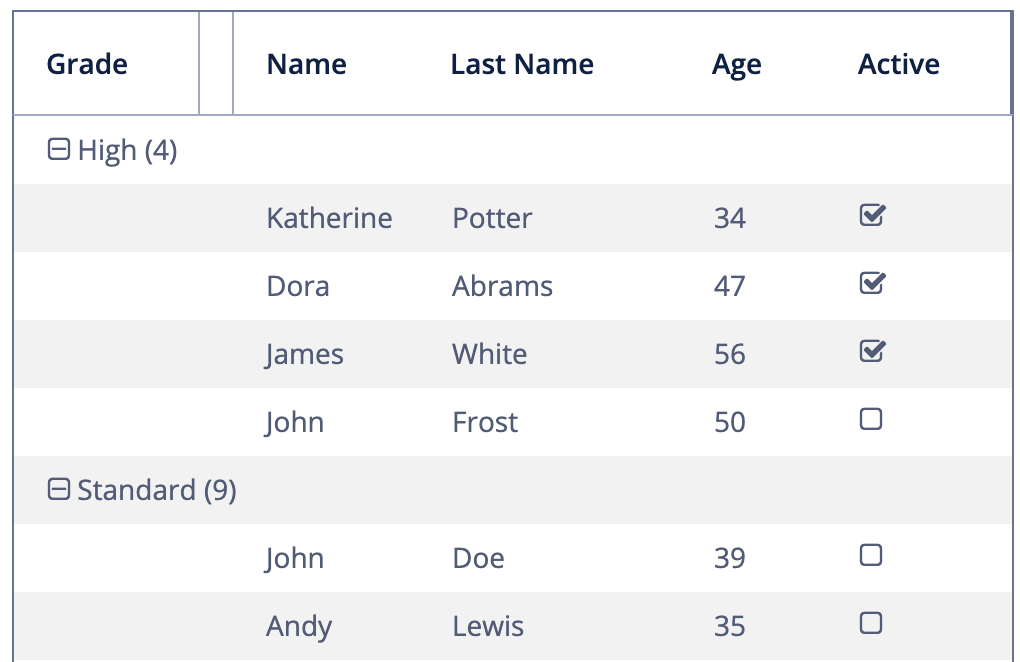 Grade Name Last Name Age Active
High (4)
Katherine Potter 34
Dora Abrams 47
James White 56
John Frost 50
Standard (9)
John Doe 39
Andy Lewis 35